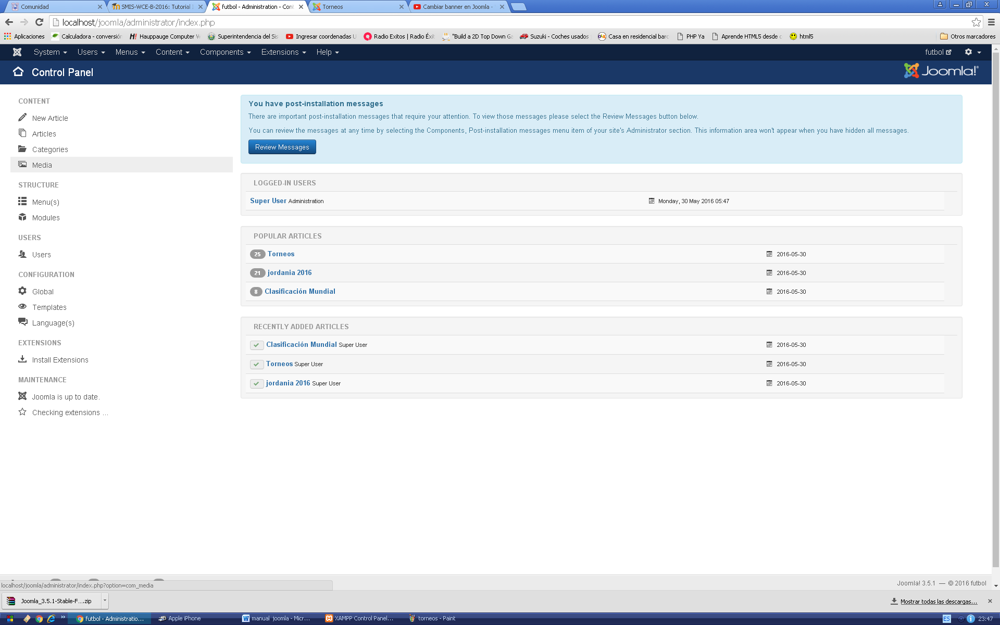 Comunidad
SMIS-WCE-B-2016: Tutorial
futbol - Administration - Cont
Torneos
Cambiar banner en Joomla -
localhost/joomla/administrator/index.php
Aplicaciones
Calculadora - conversión
Hauppauge Computer
Superintendencia del Sis
Ingresar coordenadas
Radio Exitos | Radio Éxit
"Build a 2D Top Down Ga
Suzuki - Coches usados
Casa en residencial barc
PHP Ya
Aprende HTML5 desde
html5
Otros marcadores
System Users Menus Content Components Extensions Help
futbol
Control Panel
Joomla!
CONTENT
New Article
Articles
Categories
Media
STRUCTURE
Menu(s)
Modules
USERS
Users
CONFIGURATION
Global
Templates
Language(s)
EXTENSIONS
Install Extensions
MAINTENANCE
Joomla is up to date.
Checking extensions ...
You have post-installation messages
There are important post-installation messages that require your attention. To view those messages please select the Review Messages button below.
You can review the messages at any time by selecting the Components, Post-installation messages menu item of your site's Administrator section. This information area won't appear when you have hidden all messages.
Review Messages
LOGGED-IN USERS
Super User Administration
Monday, 30 May 2016 05:47
POPULAR ARTICLES
25 Torneos 2016-05-30
21 jordania 2016 2016-05-30
8 Clasificación Mundial 2016-05-30
RECENTLY ADDED ARTICLES
Clasificación Mundial Super User 2016-05-30
Torneos Super User 2016-05-30
jordania 2016 Super User 2016-05-30
Joomla! 3.5.1 — © 2016 futbol
localhost/joomla/administrator/index.php?option=com_media
Joomla_3.5.1-Stable-F....zip
Mostrar todas las descargas...
futbol - Administratio...
Apple iPhone
manual joomla - Micr...
XAMPP Control Panel...
torneos - Paint
ES
23:47